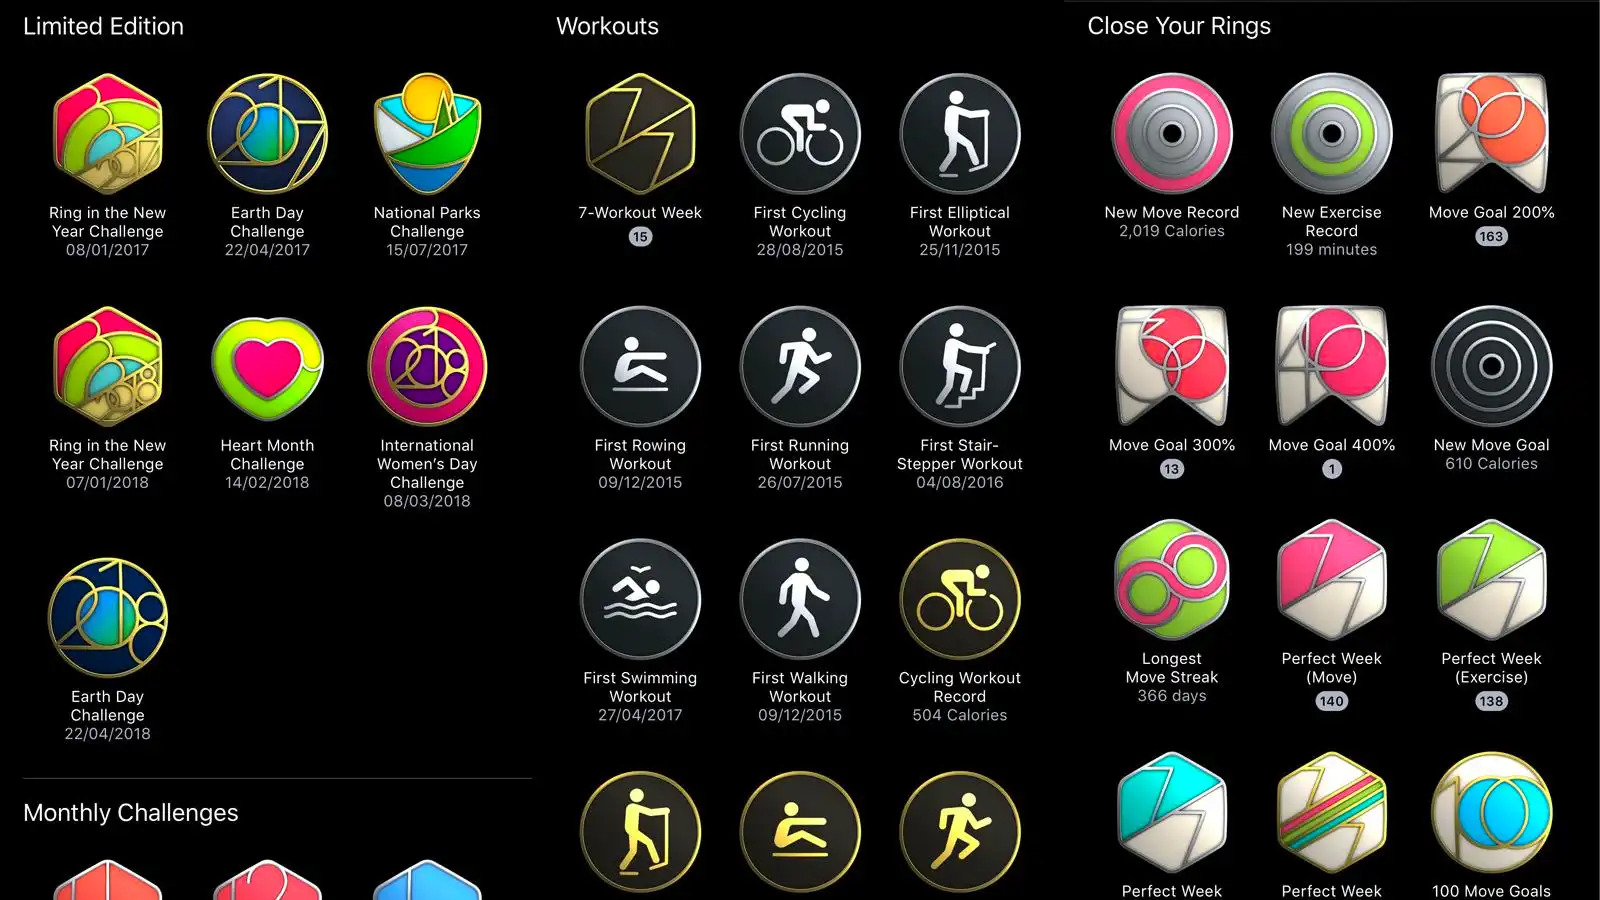 Limited Edition
Ring in the New
Year Challenge
08/01/2017
Earth Day
Challenge
22/04/2017
National Parks
Challenge
15/07/2017
Ring in the New
Year Challenge
07/01/2018
Heart Month
Challenge
14/02/2018
International
Women's Day
Challenge
08/03/2018
Earth Day
Challenge
22/04/2018
Monthly Challenges
Workouts
7-Workout Week
15
First Cycling
Workout
28/08/2015
First Elliptical
Workout
25/11/2015
First Rowing
Workout
09/12/2015
First Running
Workout
26/07/2015
First Stair-
Stepper Workout
04/08/2016
First Swimming
Workout
27/04/2017
First Walking
Workout
09/12/2015
Cycling Workout
Record
504 Calories
Close Your Rings
New Move Record
2,019 Calories
New Exercise
Record
199 minutes
Move Goal 200%
163
Move Goal 300%
13
Move Goal 400%
1
New Move Goal
610 Calories
Longest
Move Streak
366 days
Perfect Week
(Move)
140
Perfect Week
(Exercise)
138
Perfect Week
Perfect Week
100 Move Goals